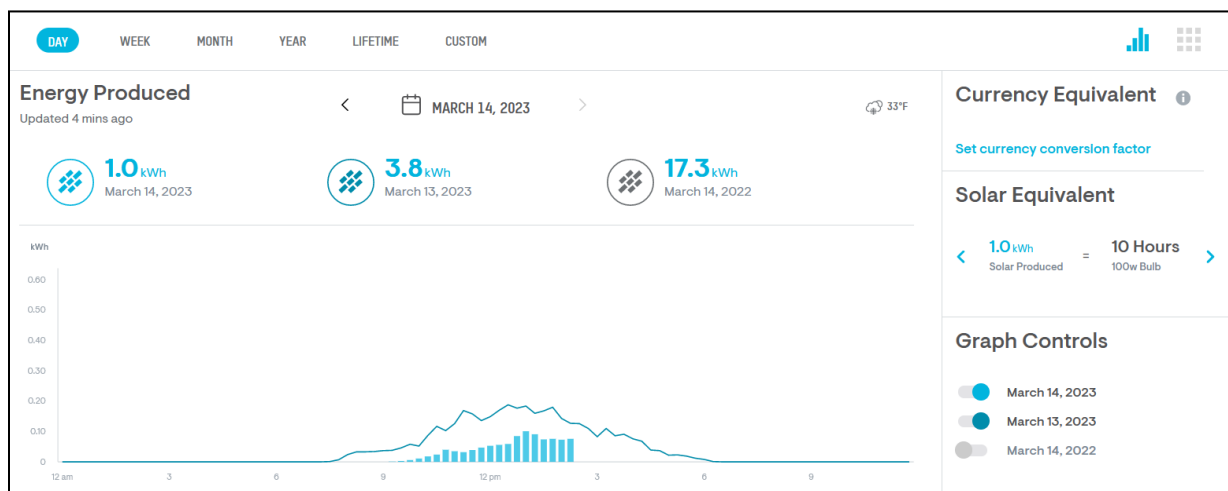 DAY WEEK MONTH YEAR LIFETIME CUSTOM
Energy Produced
Updated 4 mins ago
MARCH 14, 2023
33°F
1.0 kWh
March 14, 2023
3.8 kWh
March 13, 2023
17.3 kWh
March 14, 2022
kWh
0.60
0.50
0.40
0.30
0.20
0.10
0
12 am 3 6 9 12 pm 3 6 9
Currency Equivalent
Set currency conversion factor
Solar Equivalent
1.0 kWh = 10 Hours
Solar Produced 100w Bulb
Graph Controls
March 14, 2023
March 13, 2023
March 14, 2022